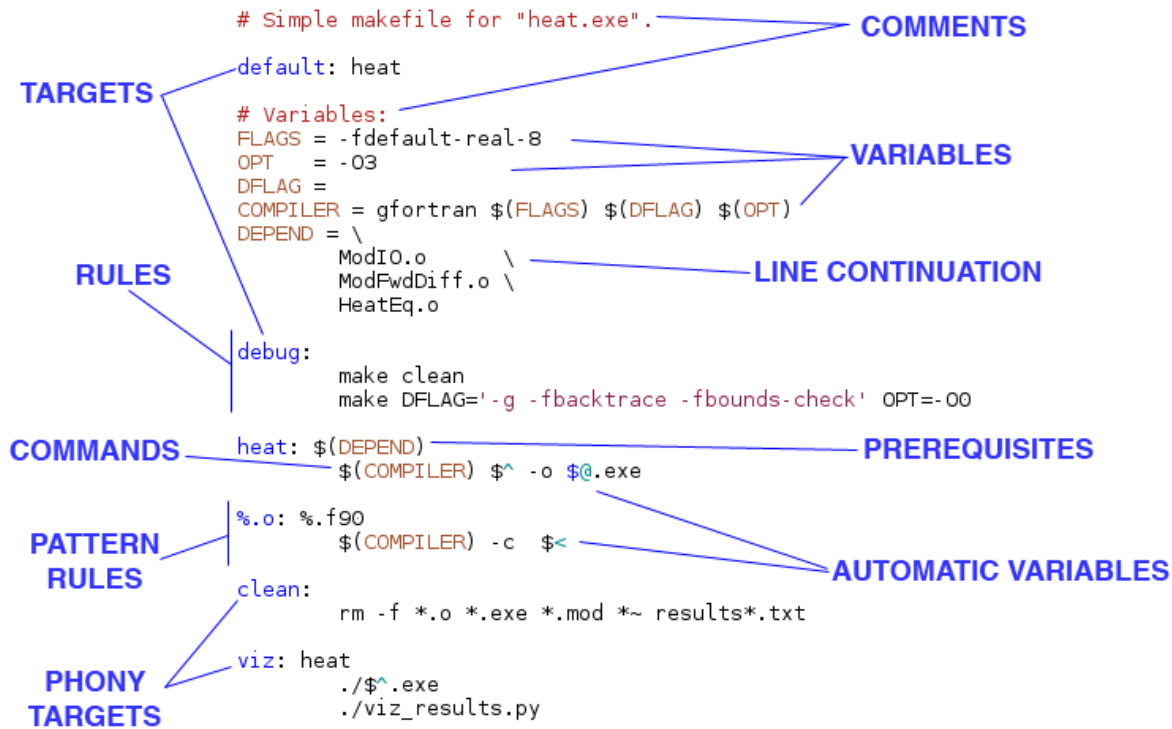 # Simple makefile for "heat.exe".
COMMENTS
default: heat
TARGETS
# Variables:
FLAGS = -fdefault-real-8
OPT   = -O3
VARIABLES
DFLAG =
COMPILER = gfortran $(FLAGS) $(DFLAG) $(OPT)
DEPEND = \
ModIO.o      \
LINE CONTINUATION
RULES
ModFwdDiff.o \
HeatEq.o
debug:
make clean
make DFLAG='-g -fbacktrace -fbounds-check' OPT=-O0
heat: $(DEPEND)
PREREQUISITES
COMMANDS
$(COMPILER) $^ -o $@.exe
%.o: %.f90
$(COMPILER) -c  $<
PATTERN
RULES
AUTOMATIC VARIABLES
clean:
rm -f *.o *.exe *.mod *~ results*.txt
viz: heat
./$^.exe
./viz_results.py
PHONY
TARGETS